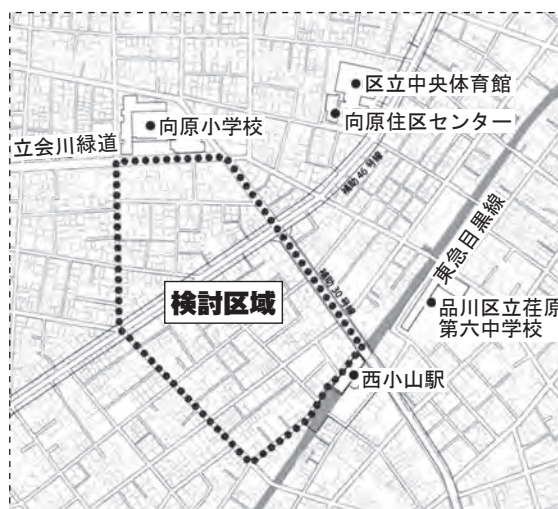 区立中央体育館
向原小学校
向原住区センター
立会川緑道
補助46号線
東急目黒線
補助30号線
検討区域
品川区立荏原
第六中学校
西小山駅